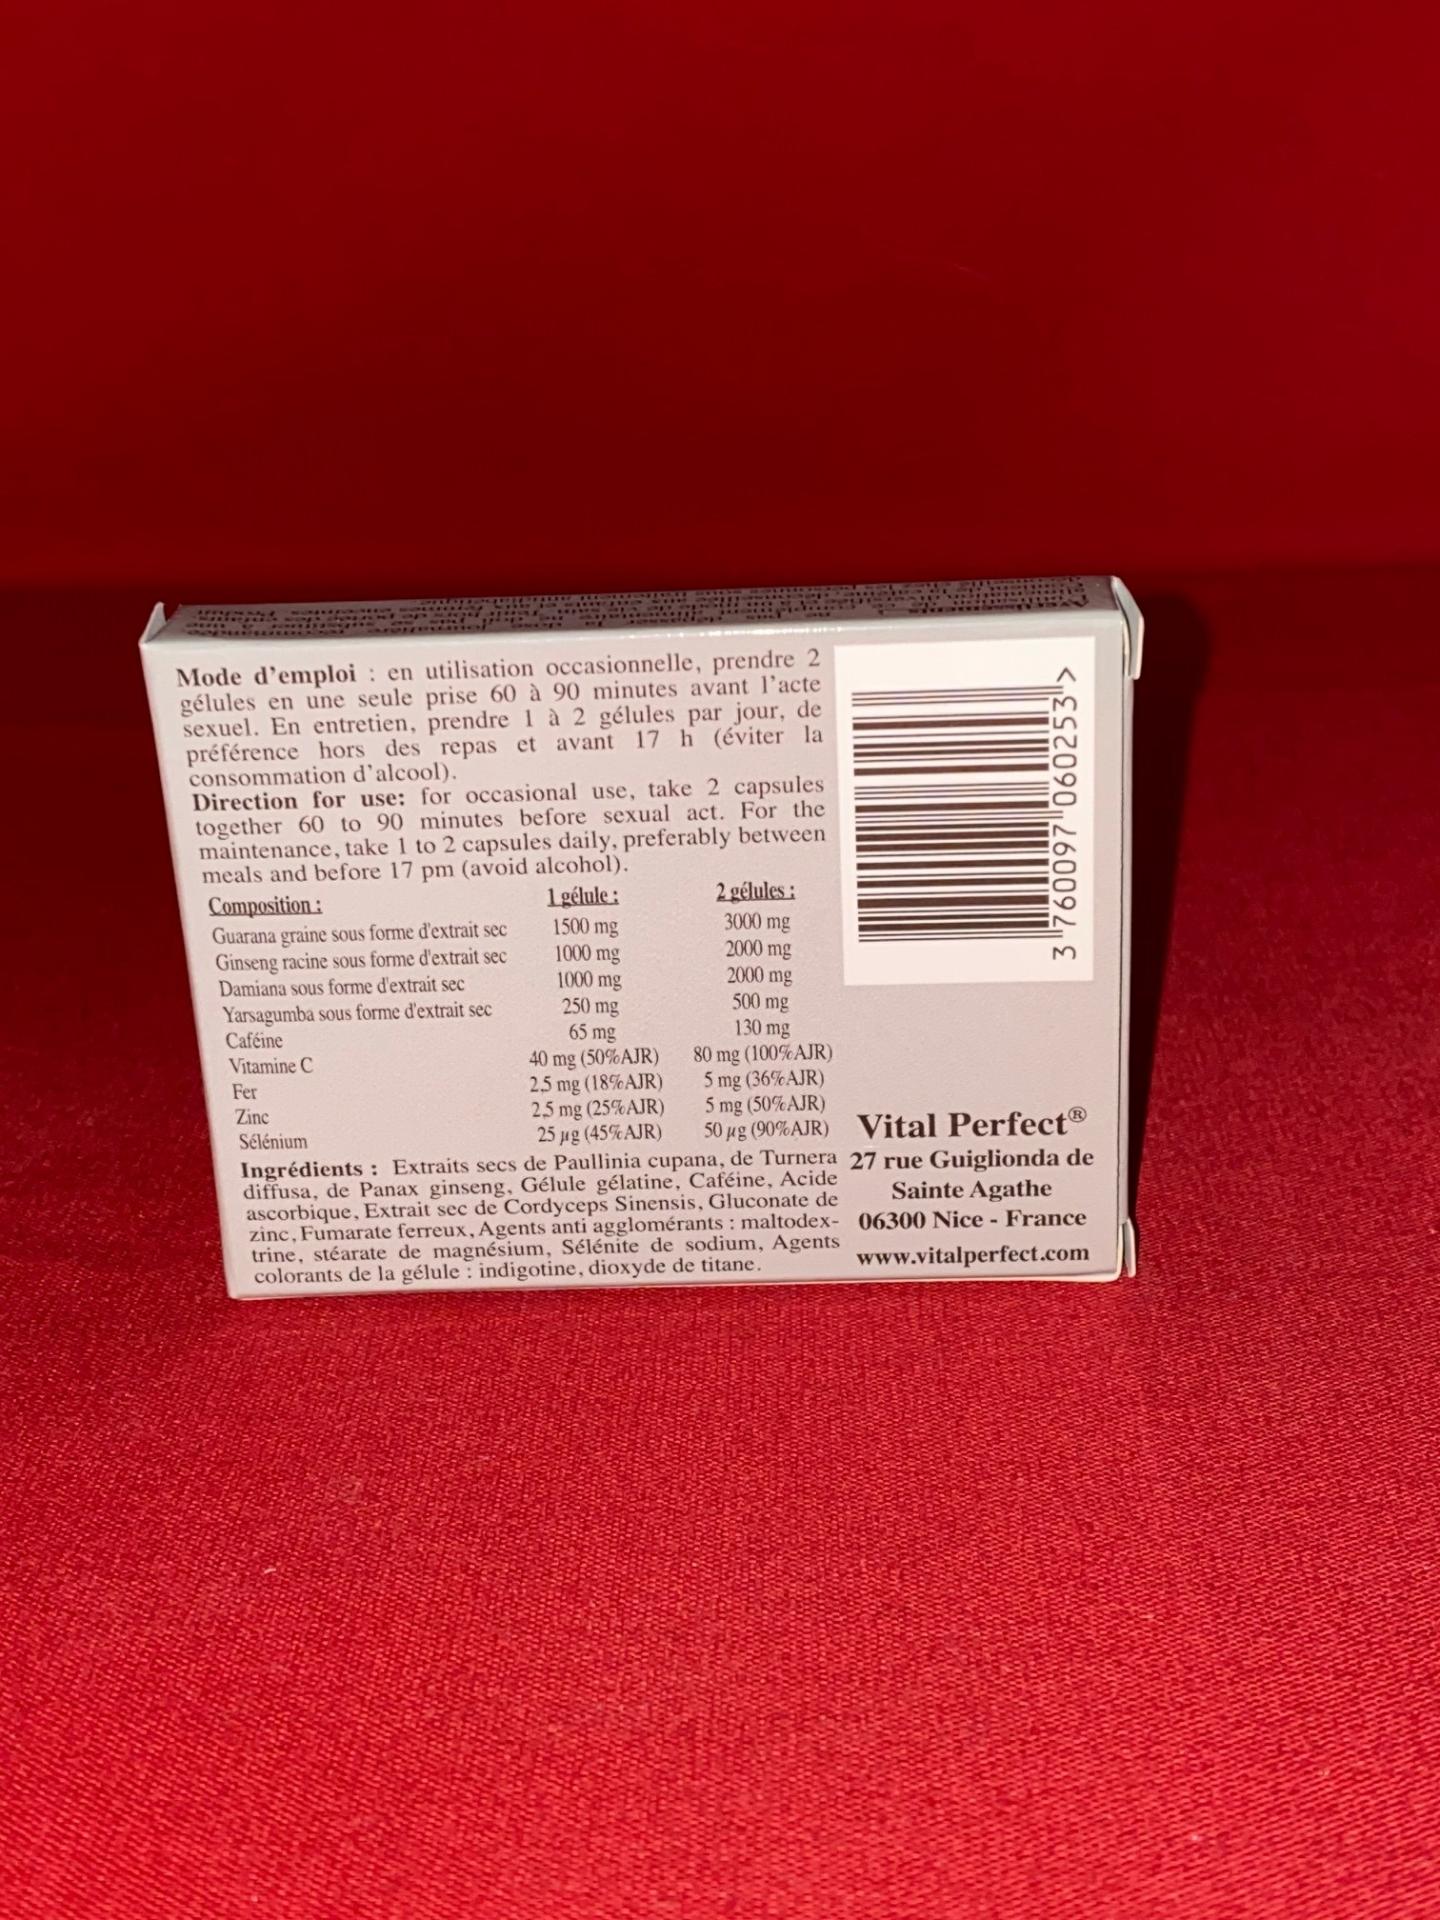 Mode d'emploi : en utilisation occasionnelle, prendre 2
gélules en une seule prise 60 à 90 minutes avant l'acte
sexuel. En entretien, prendre 1 à 2 gélules par jour, de
préférence hors des repas et avant 17 h (éviter la
consommation d'alcool).
Direction for use: for occasional use, take 2 capsules
together 60 to 90 minutes before sexual act. For the
maintenance, take 1 to 2 capsules daily, preferably between
meals and before 17 pm (avoid alcohol).
Composition : 1 gélule : 2 gélules :
Guarana graine sous forme d'extrait sec 1500 mg 3000 mg
Ginseng racine sous forme d'extrait sec 1000 mg 2000 mg
Damiana sous forme d'extrait sec 1000 mg 2000 mg
Yarsagumba sous forme d'extrait sec 250 mg 500 mg
Caféine 65 mg 130 mg
Vitamine C 40 mg (50%AJR) 80 mg (100%AJR)
Fer 2,5 mg (18%AJR) 5 mg (36%AJR)
Zinc 2,5 mg (25%AJR) 5 mg (50%AJR)
Sélénium 25 µg (45%AJR) 50 µg (90%AJR)
Ingrédients : Extraits secs de Paullinia cupana, de Turnera
diffusa, de Panax ginseng, Gélule gélatine, Caféine, Acide
ascorbique, Extrait sec de Cordyceps Sinensis, Gluconate de
zinc, Fumarate ferreux, Agents anti agglomérants : maltodex-
trine, stéarate de magnésium, Sélénite de sodium, Agents
colorants de la gélule : indigotine, dioxyde de titane.
3 760097 060253 >
Vital Perfect®
27 rue Guiglionda de
Sainte Agathe
06300 Nice - France
www.vitalperfect.com